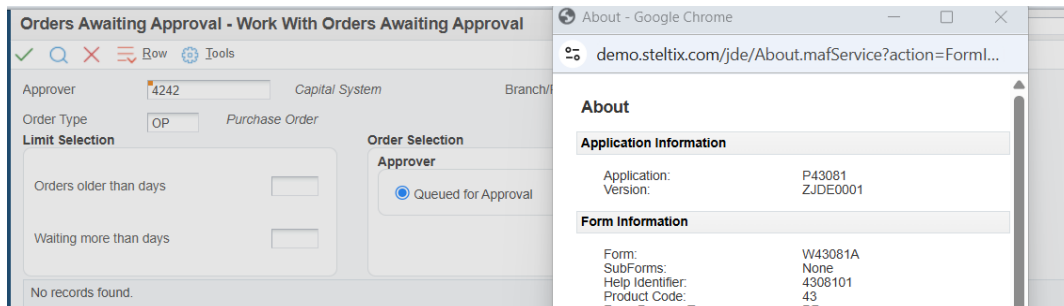 Orders Awaiting Approval - Work With Orders Awaiting Approval
Row Tools
Approver 4242 Capital System
Order Type OP Purchase Order
Limit Selection
Orders older than days
Waiting more than days
Order Selection
Approver
Queued for Approval
No records found.
About - Google Chrome
demo.steltix.com/jde/About.mafService?action=FormI...
About
Application Information
Application: P43081
Version: ZJDE0001
Form Information
Form: W43081A
SubForms: None
Help Identifier: 4308101
Product Code: 43